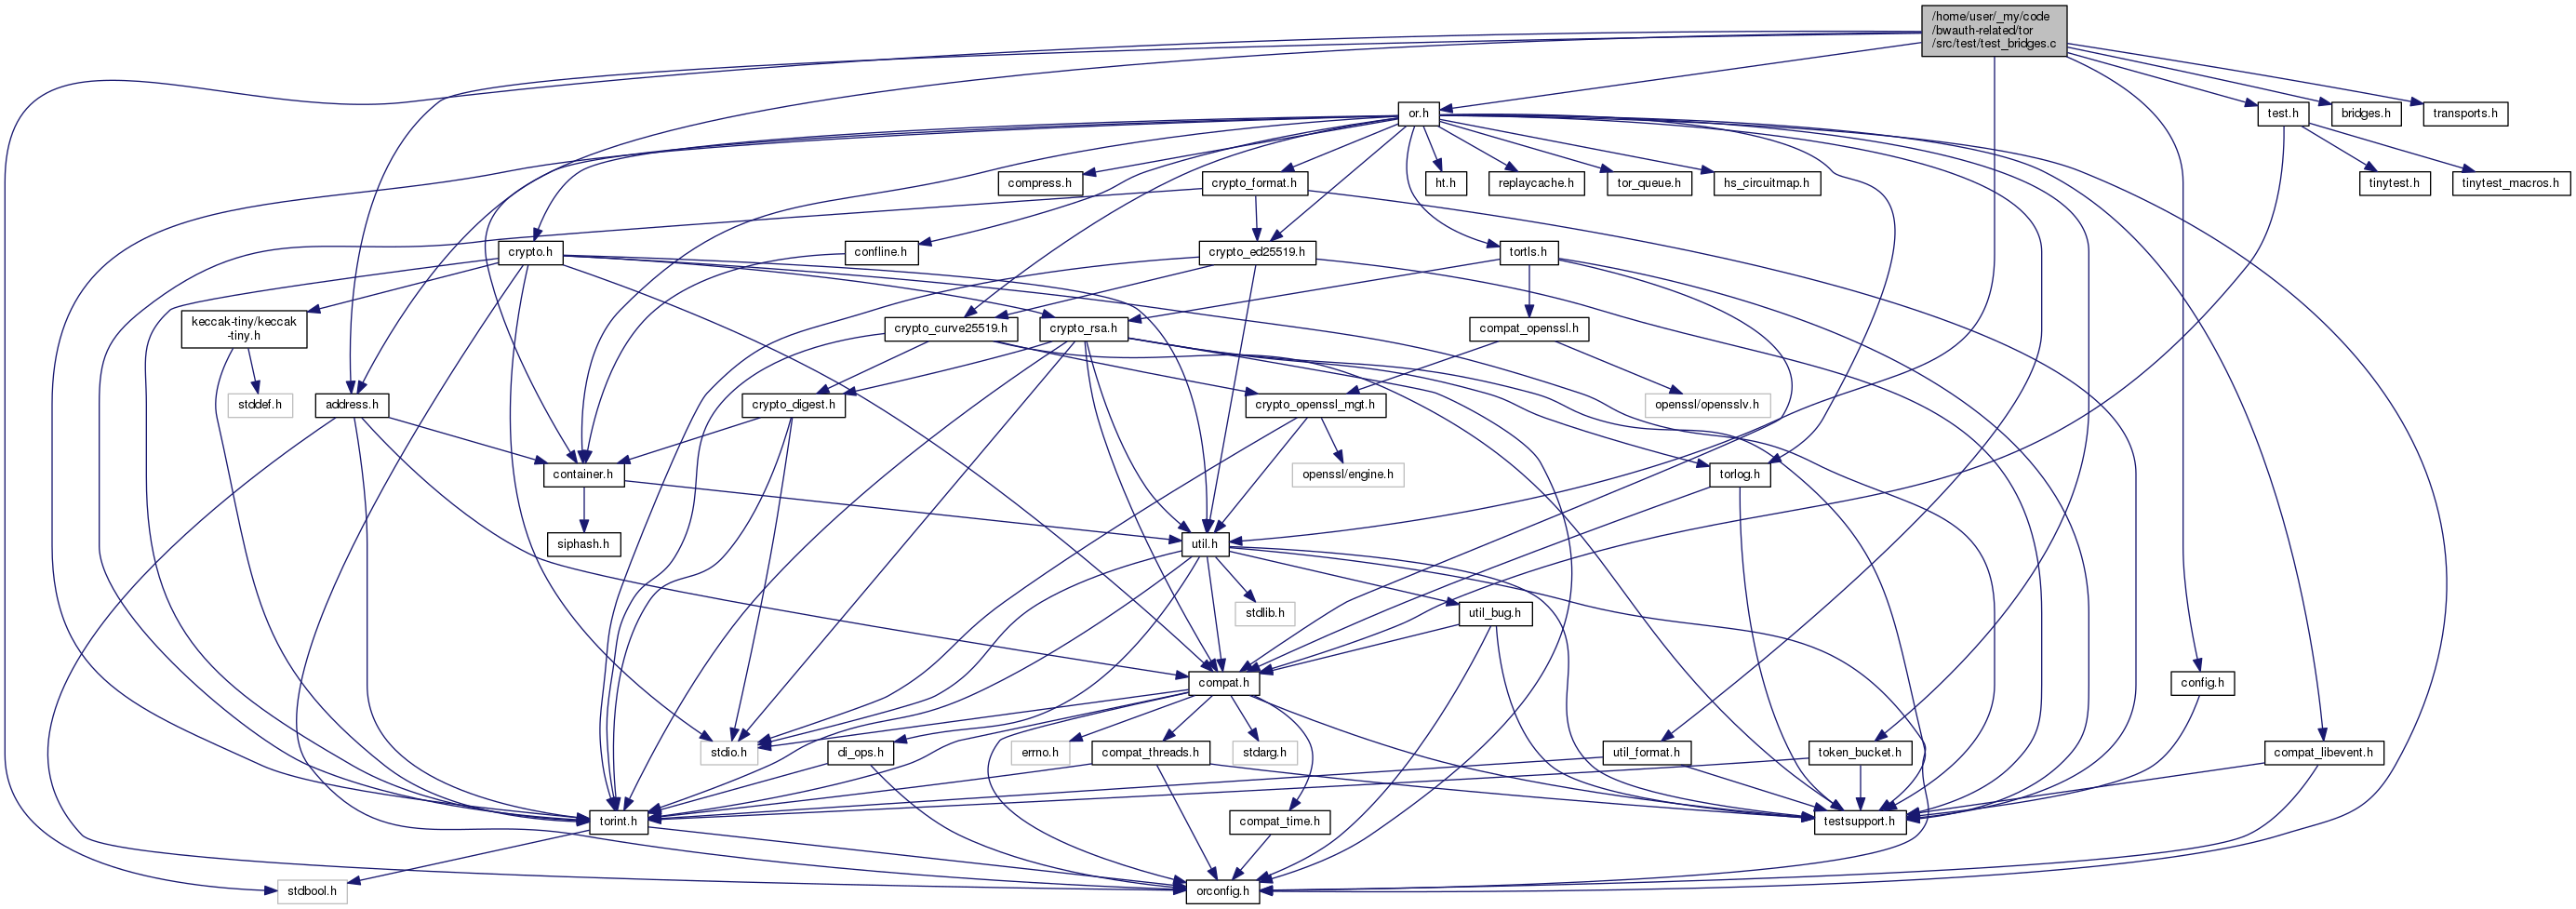 /home/user/_my/code
/bwauth-related/tor
/src/test/test_bridges.c
or.h
test.h
bridges.h
transports.h
compress.h
crypto_format.h
ht.h
replaycache.h
tor_queue.h
hs_circuitmap.h
tinytest.h
tinytest_macros.h
crypto.h
confline.h
crypto_ed25519.h
tortls.h
keccak-tiny/keccak
-tiny.h
crypto_curve25519.h
crypto_rsa.h
compat_openssl.h
stddef.h
address.h
crypto_digest.h
crypto_openssl_mgt.h
openssl/opensslv.h
container.h
openssl/engine.h
torlog.h
siphash.h
util.h
stdlib.h
util_bug.h
compat.h
config.h
stdio.h
di_ops.h
errno.h
compat_threads.h
stdarg.h
util_format.h
token_bucket.h
compat_libevent.h
torint.h
compat_time.h
testsupport.h
stdbool.h
orconfig.h